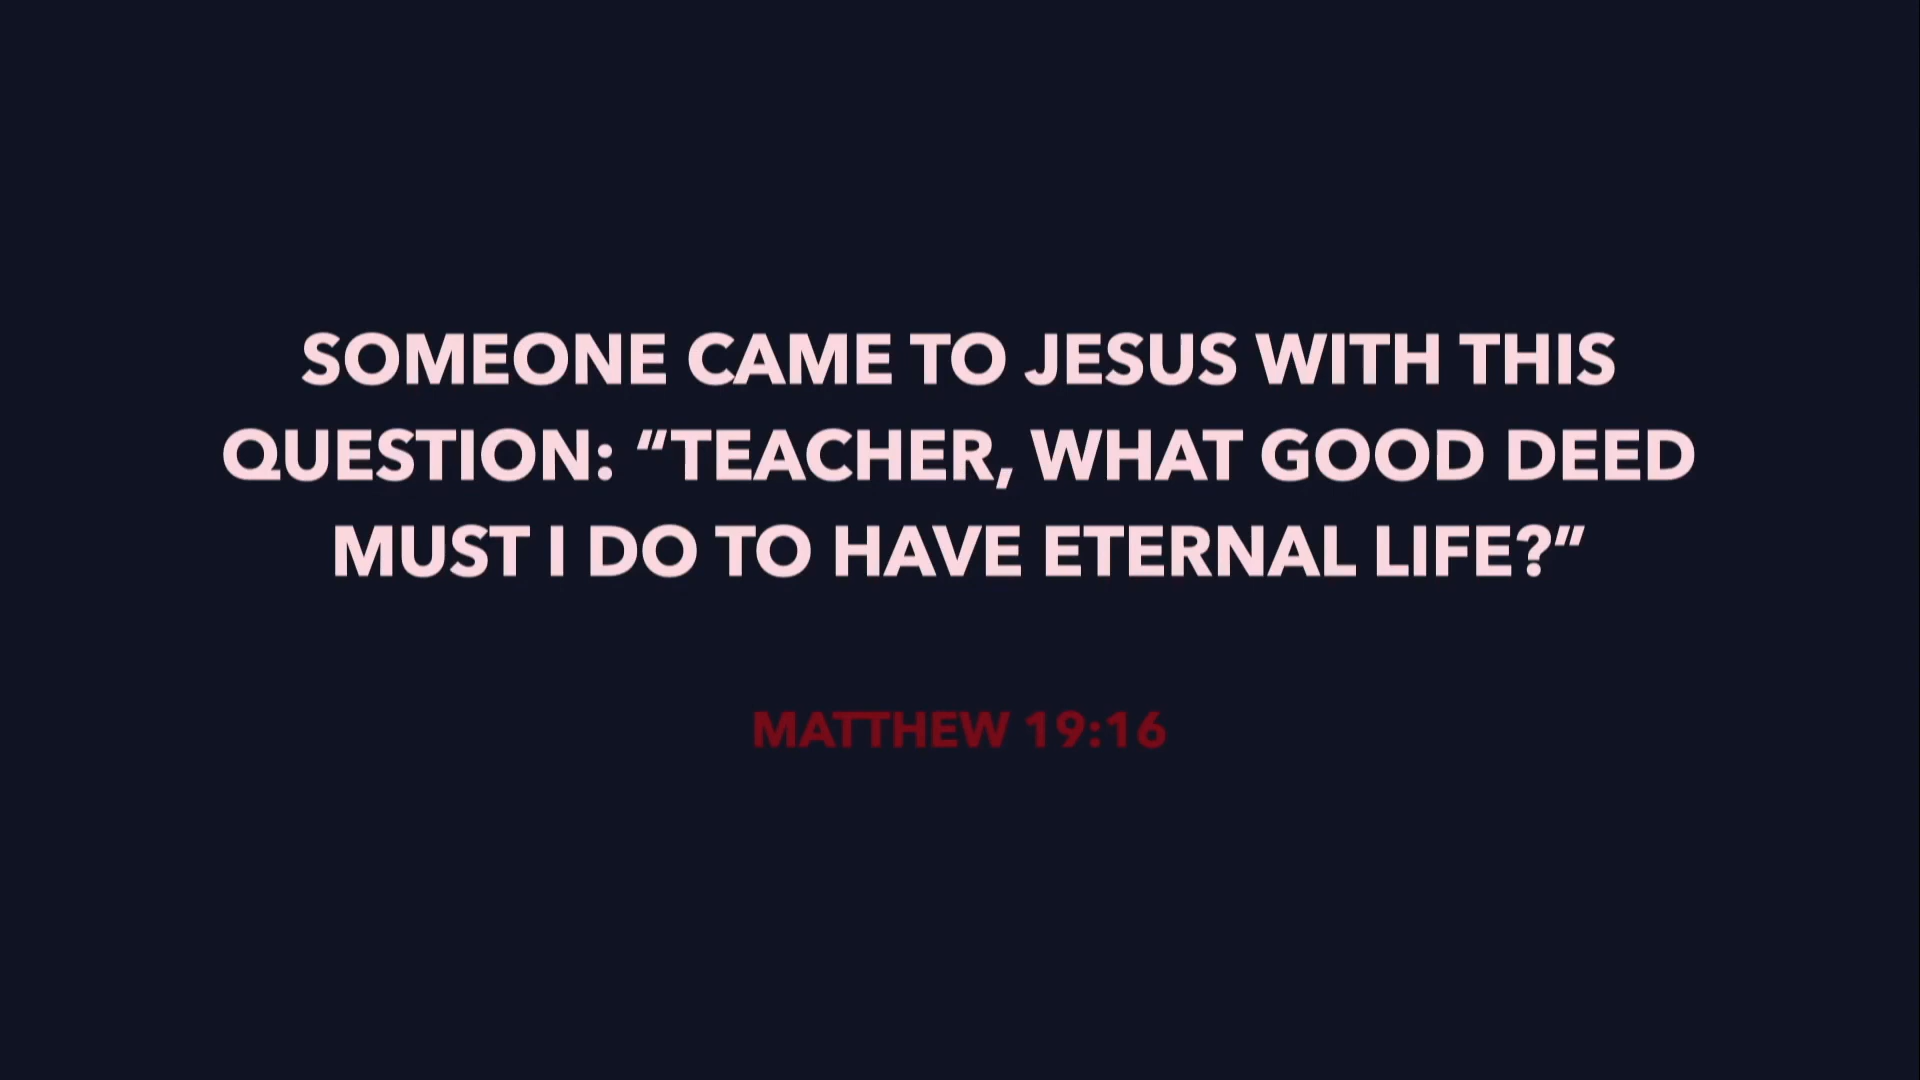 SOMEONE CAME TO JESUS WITH THIS
QUESTION: “TEACHER, WHAT GOOD DEED
MUST I DO TO HAVE ETERNAL LIFE?”
MATTHEW 19:16